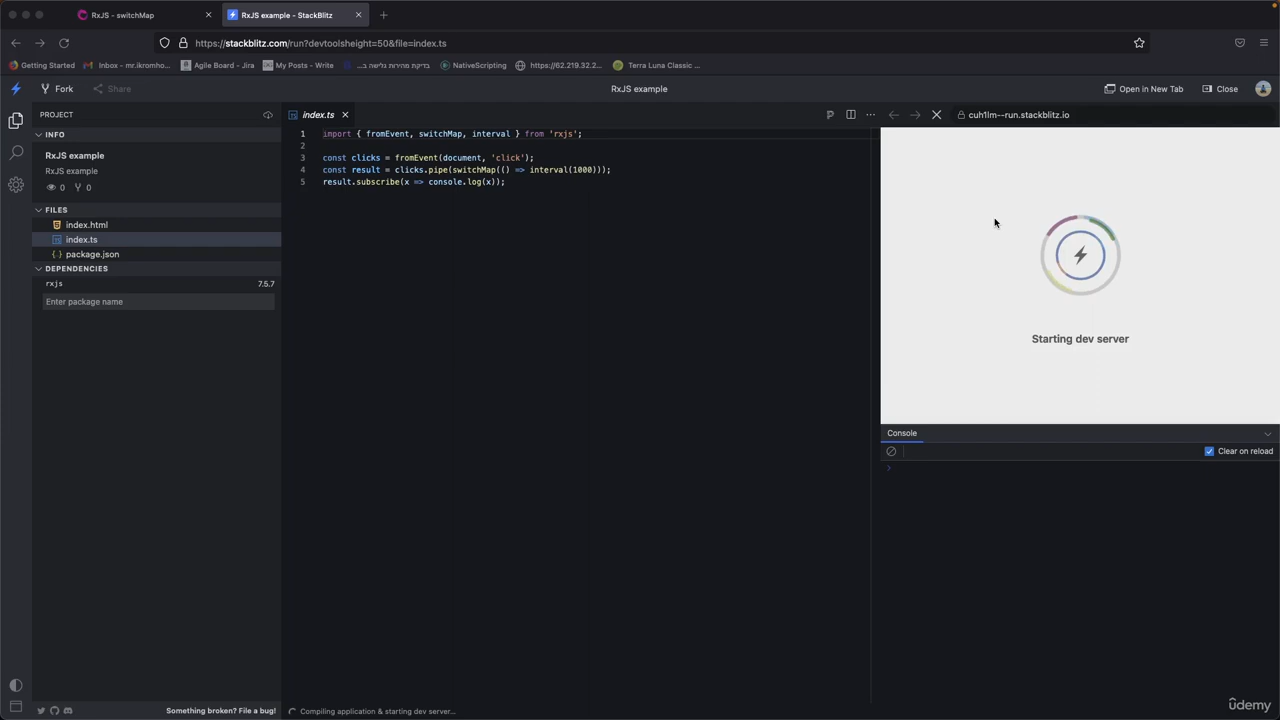 RxJS - switchMap
RxJS example - StackBlitz
https://stackblitz.com/run?devtoolsheight=50&file=index.ts
Getting Started
Inbox - mr.ikromho...
Agile Board - Jira
My Posts - Write
בדיקת מהירות גלישה ב...
NativeScripting
https://62.219.32.2...
Terra Luna Classic ...
Fork
Share
RxJS example
Open in New Tab
Close
PROJECT
INFO
RxJS example
RxJS example
0 0
FILES
index.html
index.ts
package.json
DEPENDENCIES
rxjs 7.5.7
Enter package name
index.ts
1 import { fromEvent, switchMap, interval } from 'rxjs';
2
3 const clicks = fromEvent(document, 'click');
4 const result = clicks.pipe(switchMap(() => interval(1000)));
5 result.subscribe(x => console.log(x));
cuh1lm--run.stackblitz.io
Starting dev server
Console
Clear on reload
Something broken? File a bug!
Compiling application & starting dev server...
ûdemy